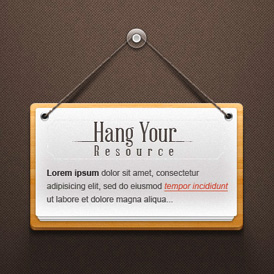 Hang Your
Resource
Lorem ipsum dolor sit amet, consectetur
adipisicing elit, sed do eiusmod tempor incididunt
ut labore et dolore magna aliqua...